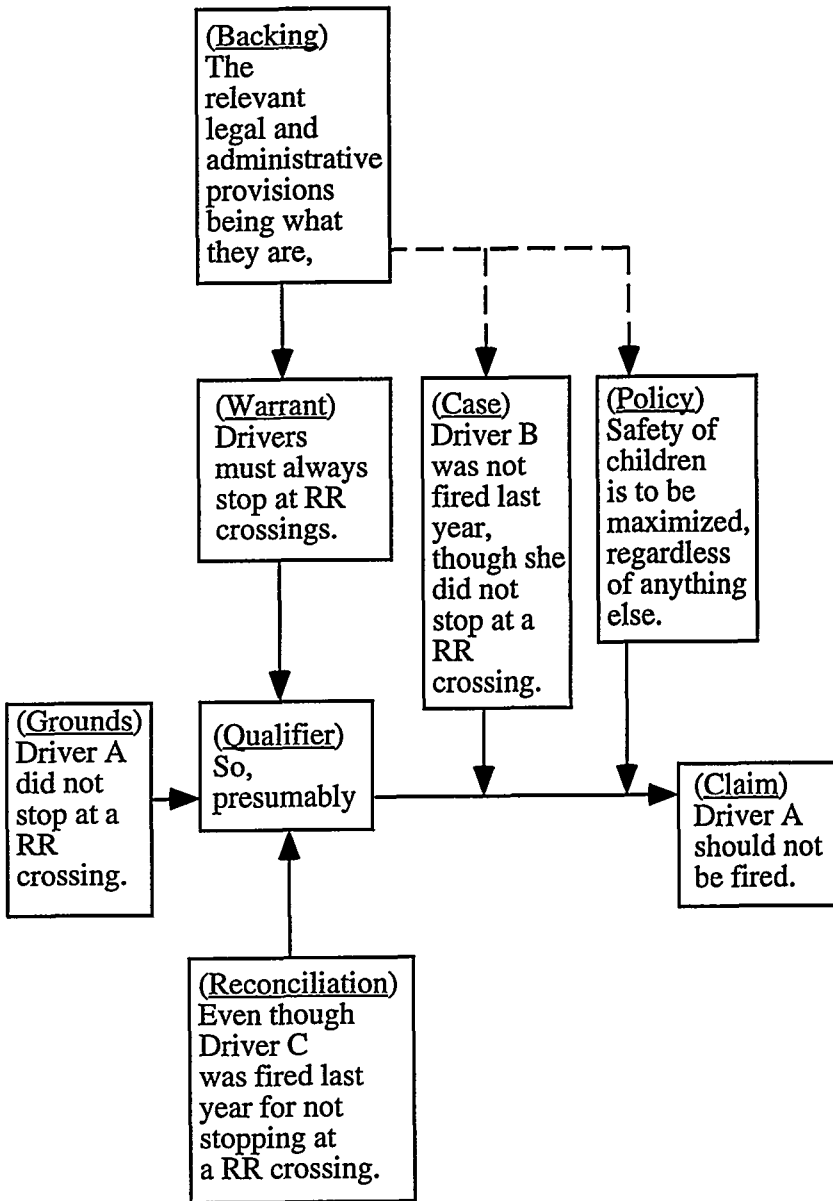 (Backing)
The
relevant
legal and
administrative
provisions
being what
they are,
(Warrant)
Drivers
must always
stop at RR
crossings.
(Case)
Driver B
was not
fired last
year,
though she
did not
stop at a
RR
crossing.
(Policy)
Safety of
children
is to be
maximized,
regardless
of anything
else.
(Grounds)
Driver A
did not
stop at a
RR
crossing.
(Qualifier)
So,
presumably
(Claim)
Driver A
should not
be fired.
(Reconciliation)
Even though
Driver C
was fired last
year for not
stopping at
a RR crossing.